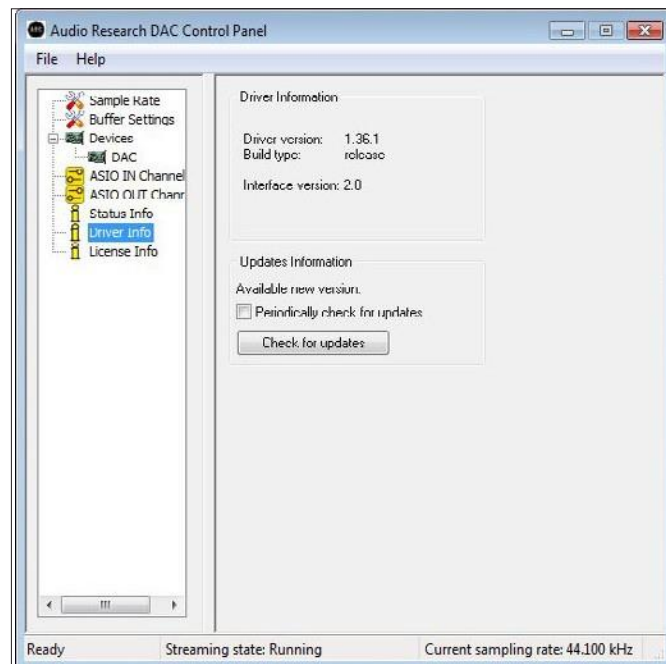 Audio Research DAC Control Panel
File Help
Sample Rate
Buffer Settings
Devices
DAC
ASIO IN Channel
ASIO OUT Chanr
Status Info
Driver Info
License Info
Driver Information
Driver version: 1.36.1
Build type: release
Interface version: 2.0
Updates Information
Available new version:
Periodically check for updates
Check for updates
Ready Streaming state: Running Current sampling rate: 44.100 kHz